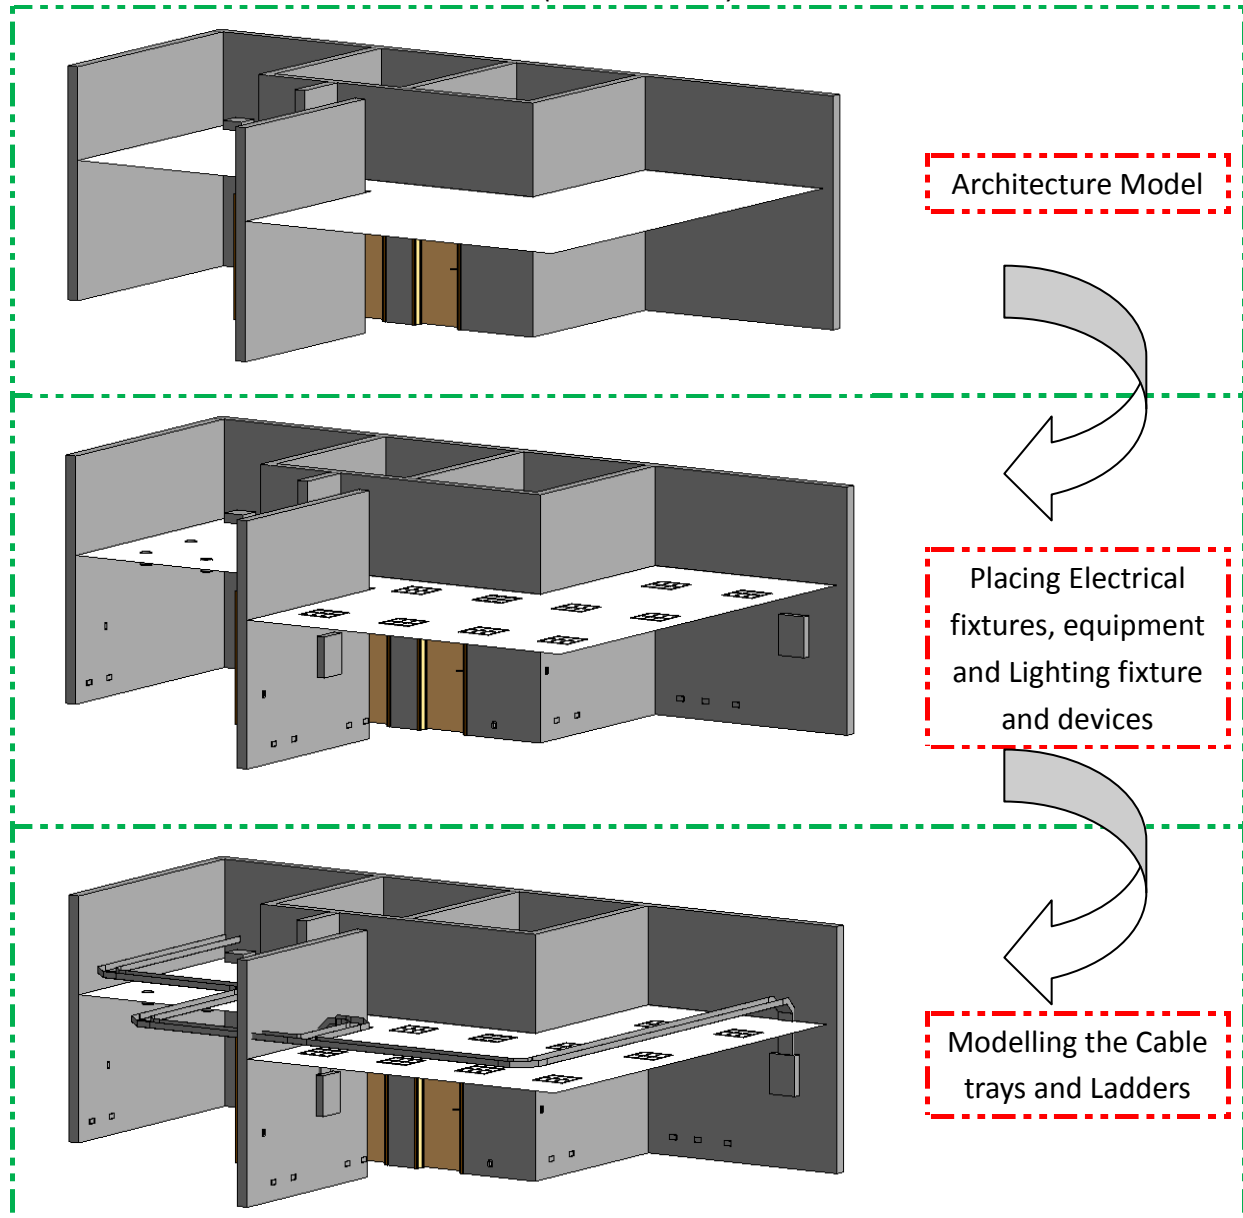 Architecture Model
Placing Electrical
fixtures, equipment
and Lighting fixture
and devices
Modelling the Cable
trays and Ladders